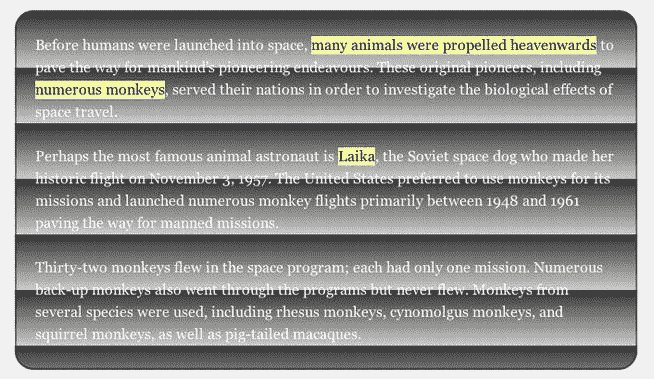 Before humans were launched into space, many animals were propelled heavenwards to
pave the way for mankind's pioneering endeavours. These original pioneers, including
numerous monkeys, served their nations in order to investigate the biological effects of
space travel.
Perhaps the most famous animal astronaut is Laika, the Soviet space dog who made her
historic flight on November 3, 1957. The United States preferred to use monkeys for its
missions and launched numerous monkey flights primarily between 1948 and 1961
paving the way for manned missions.
Thirty-two monkeys flew in the space program; each had only one mission. Numerous
back-up monkeys also went through the programs but never flew. Monkeys from
several species were used, including rhesus monkeys, cynomolgus monkeys, and
squirrel monkeys, as well as pig-tailed macaques.